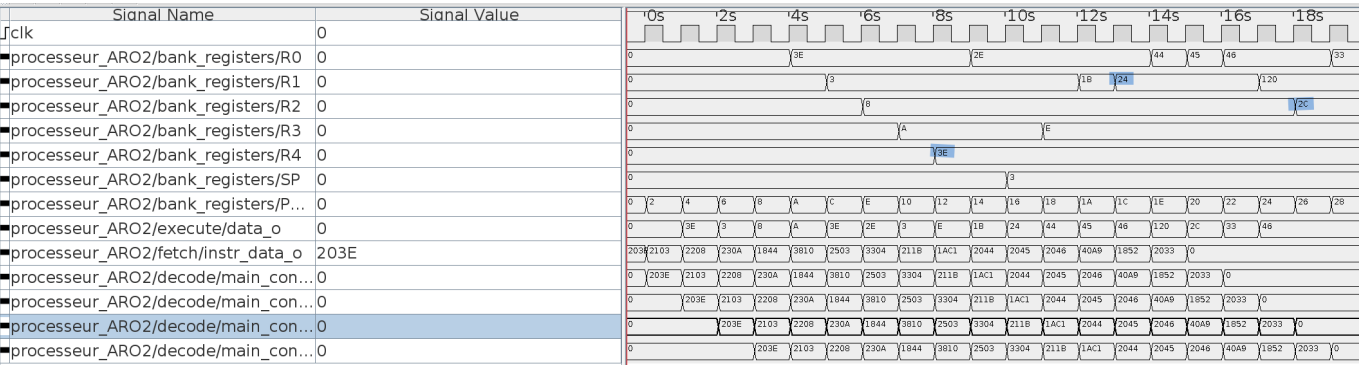 Signal Name Signal Value 0s 2s 4s 6s 8s 10s 12s 14s 16s 18s
clk 0
processeur_ARO2/bank_registers/R0 0 0 3E 2E 44 45 46 33
processeur_ARO2/bank_registers/R1 0 0 3 1B 24 120
processeur_ARO2/bank_registers/R2 0 0 8 2C
processeur_ARO2/bank_registers/R3 0 0 A E
processeur_ARO2/bank_registers/R4 0 0 3E
processeur_ARO2/bank_registers/SP 0 0 3
processeur_ARO2/bank_registers/P... 0 0 2 4 6 8 A C E 10 12 14 16 18 1A 1C 1E 20 22 24 26 28
processeur_ARO2/execute/data_o 0 0 3E 3 8 A 3E 2E 3 E 1B 24 44 45 46 120 2C 33 46
processeur_ARO2/fetch/instr_data_o 203E 203E 2103 2208 230A 1844 3810 2503 3304 211B 1AC1 2044 2045 2046 40A9 1852 2033 0
processeur_ARO2/decode/main_con... 0 0 203E 2103 2208 230A 1844 3810 2503 3304 211B 1AC1 2044 2045 2046 40A9 1852 2033 0
processeur_ARO2/decode/main_con... 0 0 203E 2103 2208 230A 1844 3810 2503 3304 211B 1AC1 2044 2045 2046 40A9 1852 2033 0
processeur_ARO2/decode/main_con... 0 0 203E 2103 2208 230A 1844 3810 2503 3304 211B 1AC1 2044 2045 2046 40A9 1852 2033 0
processeur_ARO2/decode/main_con... 0 0 203E 2103 2208 230A 1844 3810 2503 3304 211B 1AC1 2044 2045 2046 40A9 1852 2033 0